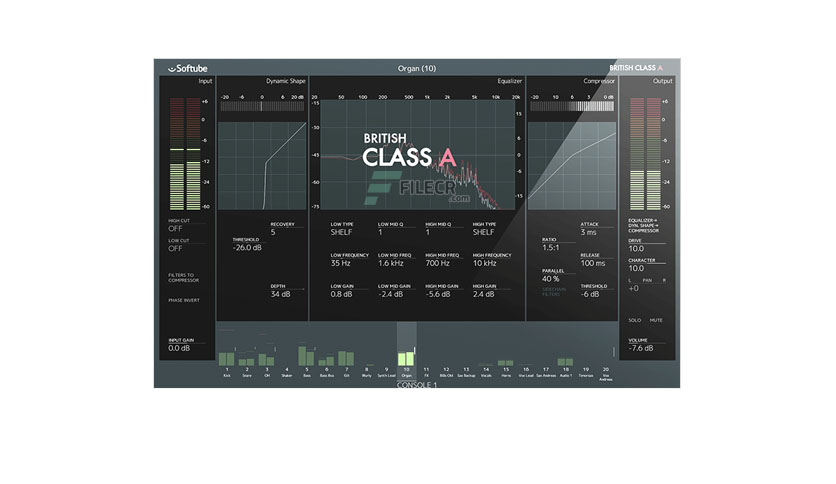 Softube
Organ (10)
BRITISH CLASS A
Input
Dynamic Shape
Equalizer
Compressor
Output
-20 -6 0 6 20 dB
20 50 100 200 500 1k 2k 5k 10k 20k
-20 10 6 3 0 dB
+6
0
-6
-12
-24
-60
-15
-30
-45
-60
-75
15
6
0
-6
-15
+6
0
-6
-12
-24
-60
BRITISH
CLASS A
FILECR
.com
HIGH CUT
OFF
LOW CUT
OFF
FILTERS TO
COMPRESSOR
PHASE INVERT
INPUT GAIN
0.0 dB
RECOVERY
5
THRESHOLD
-26.0 dB
DEPTH
34 dB
LOW TYPE
SHELF
LOW MID Q
1
HIGH MID Q
1
HIGH TYPE
SHELF
LOW FREQUENCY
35 Hz
LOW MID FREQ
1.6 kHz
HIGH MID FREQ
700 Hz
HIGH FREQUENCY
10 kHz
LOW GAIN
0.8 dB
LOW MID GAIN
-2.4 dB
HIGH MID GAIN
-5.6 dB
HIGH GAIN
2.4 dB
ATTACK
3 ms
RATIO
1.5:1
RELEASE
100 ms
PARALLEL
40 %
SIDECHAIN
FILTERS
THRESHOLD
-6 dB
EQUALIZER→
DYN. SHAPE→
COMPRESSOR
DRIVE
10.0
CHARACTER
10.0
L PAN R
+0
SOLO MUTE
VOLUME
-7.6 dB
1 2 3 4 5 6 7 8 9 10 11 12 13 14 15 16 17 18 19 20
Kick Snare OH Shaker Bass Bass Box Git Wurly Synth Lead Organ FX BGs Old Sax Backup Vocals Horns Vox Lead Sax Andreas Audio 1 Timoriya Vox
Andreas
CONSOLE 1